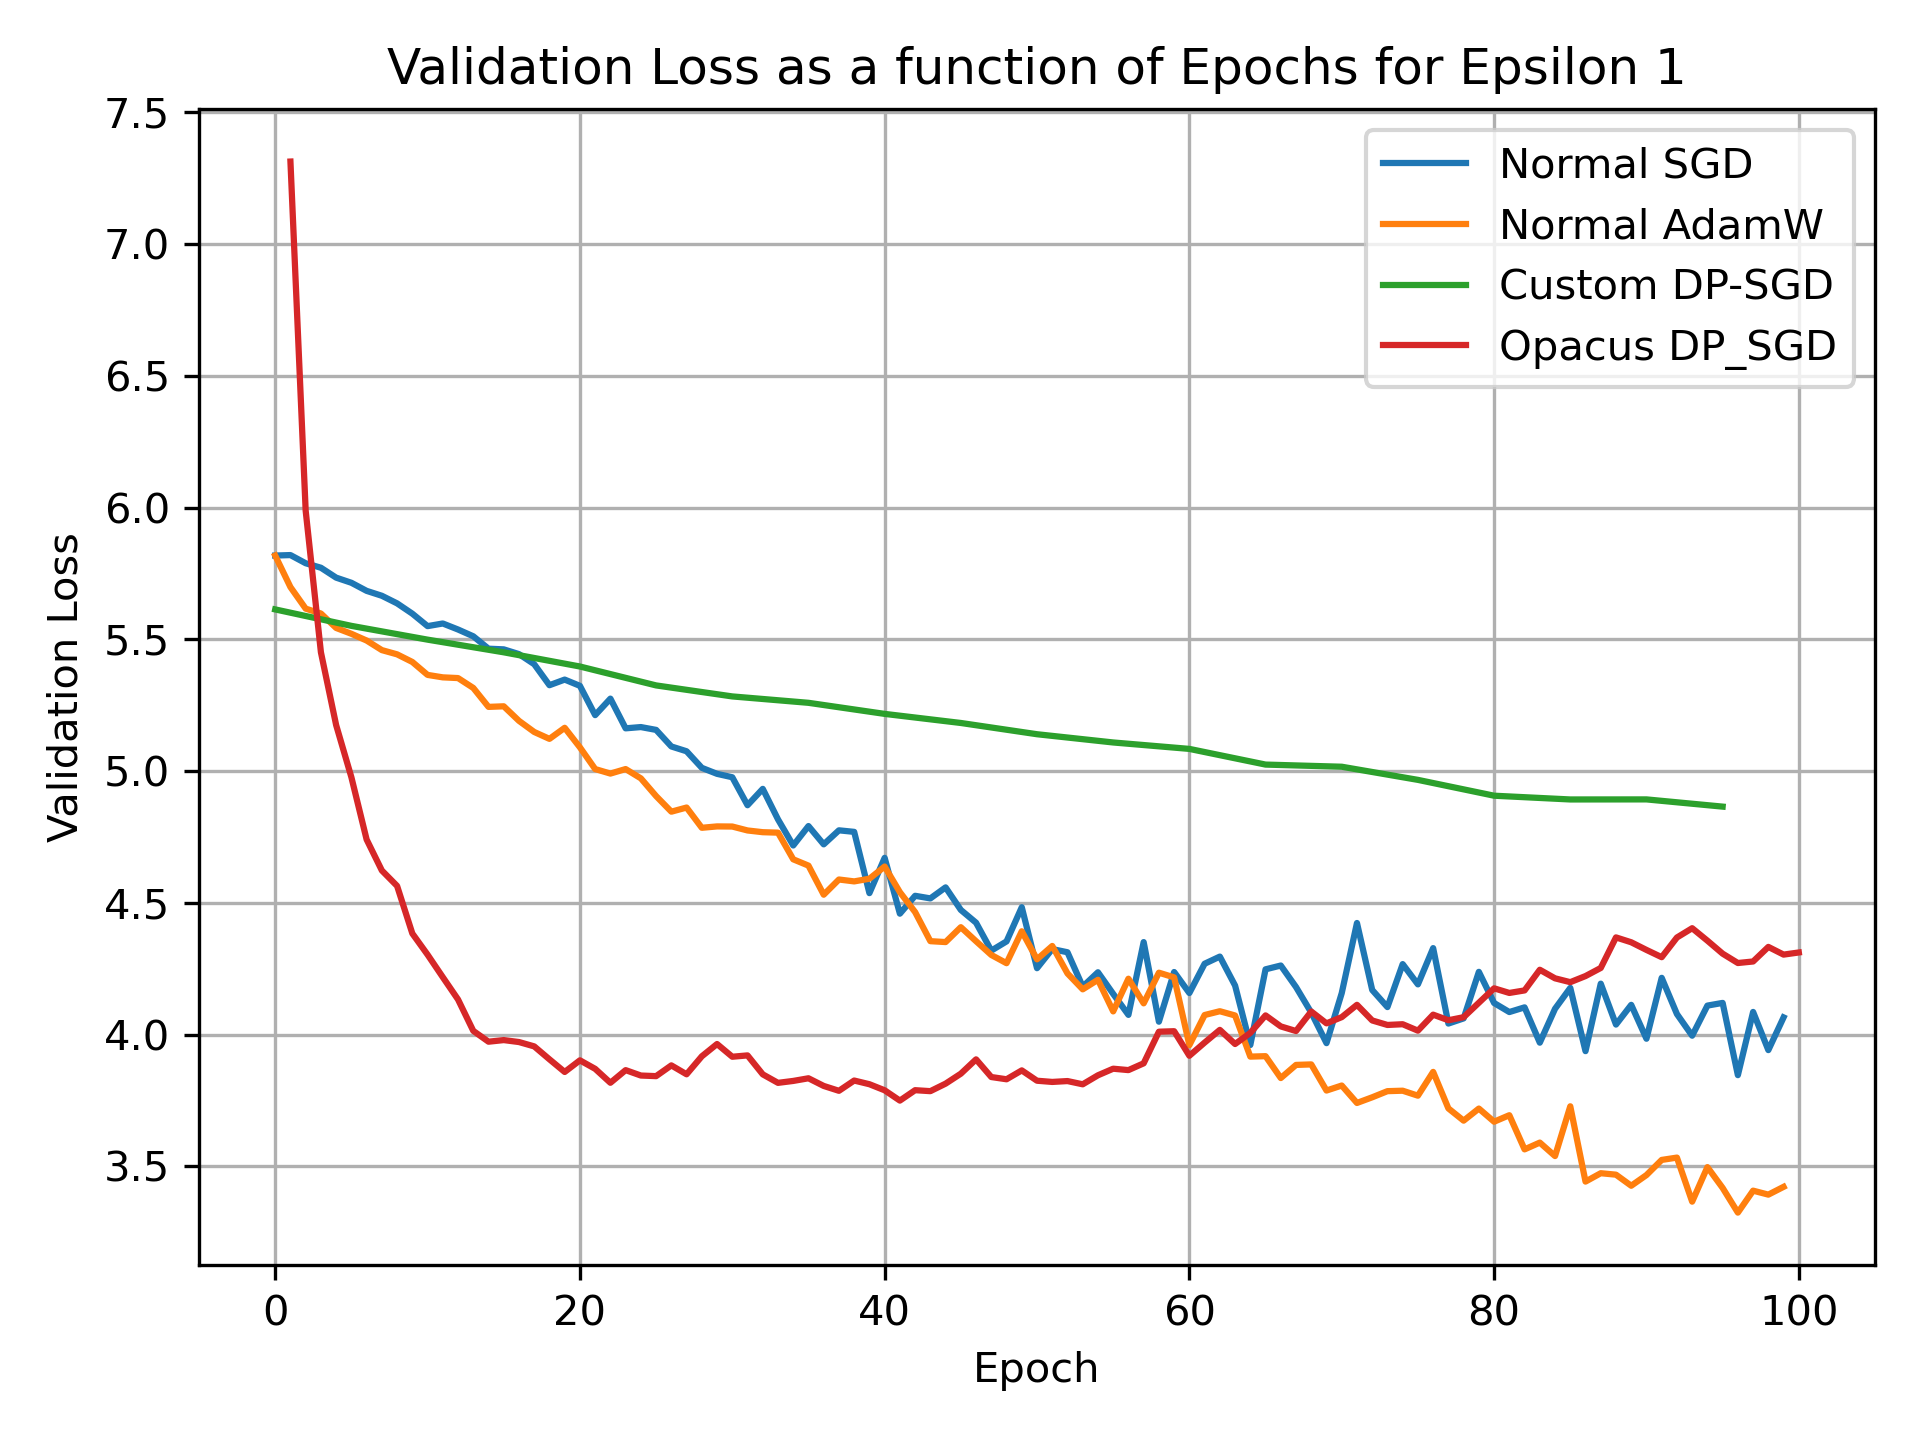 Validation Loss as a function of Epochs for Epsilon 1
7.5
7.0
6.5
6.0
5.5
5.0
4.5
4.0
3.5
Validation Loss
Normal SGD
Normal AdamW
Custom DP-SGD
Opacus DP_SGD
0 20 40 60 80 100
Epoch